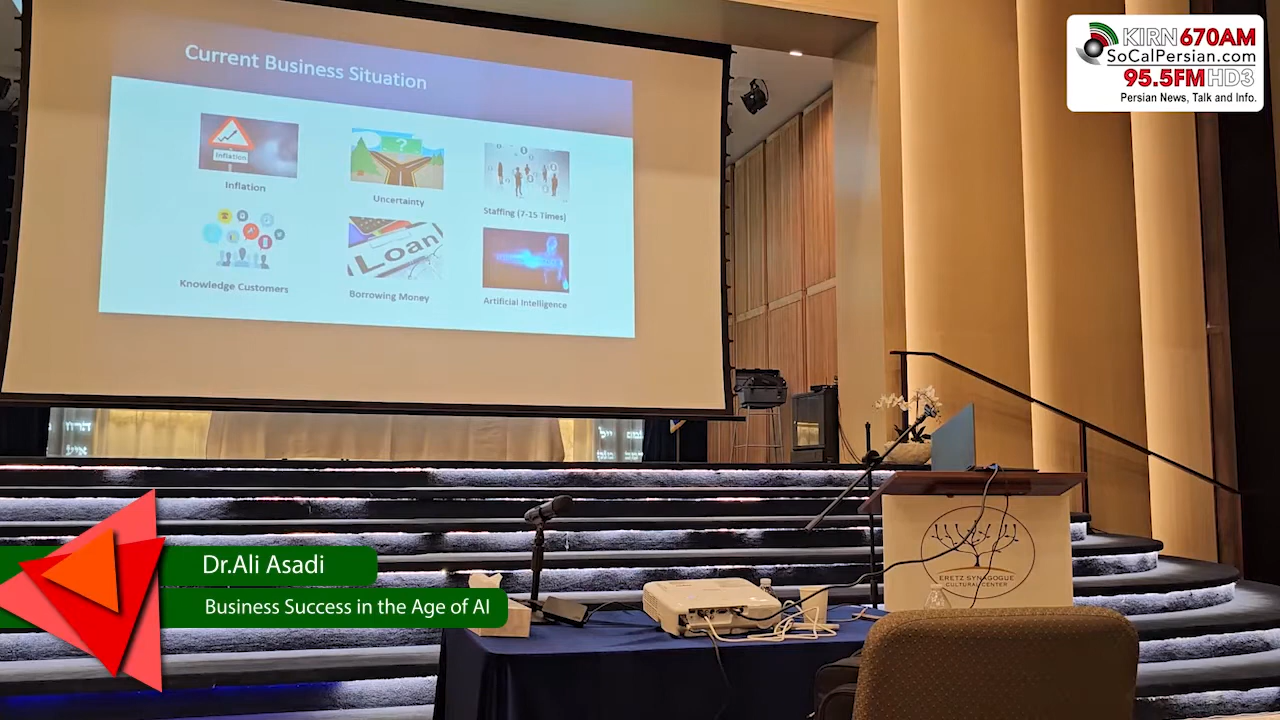 Current Business Situation
Inflation
Inflation
?
Uncertainty
Staffing (7-15 Times)
Knowledge Customers
Loan
Borrowing Money
Artificial Intelligence
KIRN 670AM
SoCalPersian.com
95.5FM HD3
Persian News, Talk and Info.
ERETZ SYNAGOGUE
CULTURAL CENTER
Dr.Ali Asadi
Business Success in the Age of AI